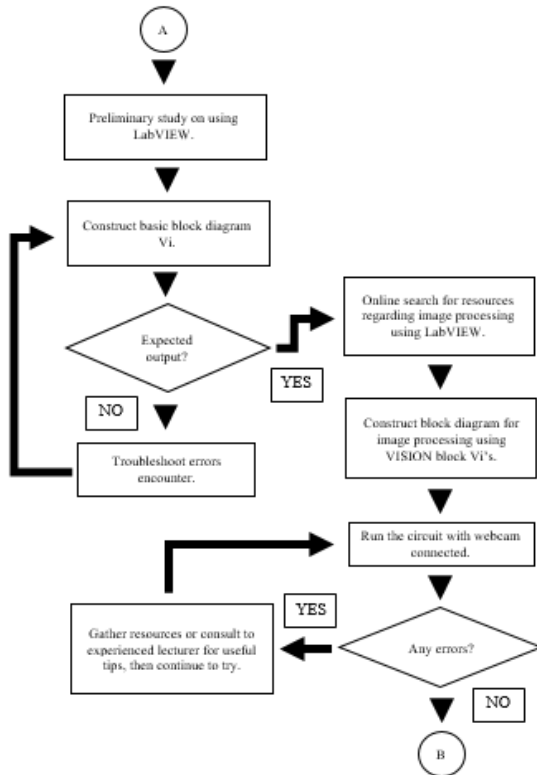 A
Preliminary study on using
LabVIEW.
Construct basic block diagram
Vi.
Expected
output?
YES
NO
Troubleshoot errors
encounter.
Online search for resources
regarding image processing
using LabVIEW.
Construct block diagram for
image processing using
VISION block Vi's.
Run the circuit with webcam
connected.
Any errors?
YES
Gather resources or consult to
experienced lecturer for useful
tips, then continue to try.
NO
B